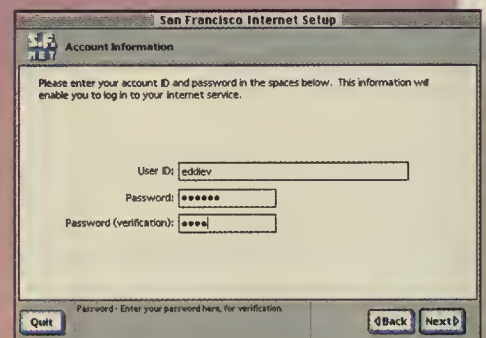 San Francisco Internet Setup
S.F. NET
Account Information
Please enter your account ID and password in the spaces below. This information will
enable you to log in to your internet service.
User ID: eddiev
Password: ••••••
Password (verification): ••••
Password - Enter your password here, for verification.
Quit
Back
Next